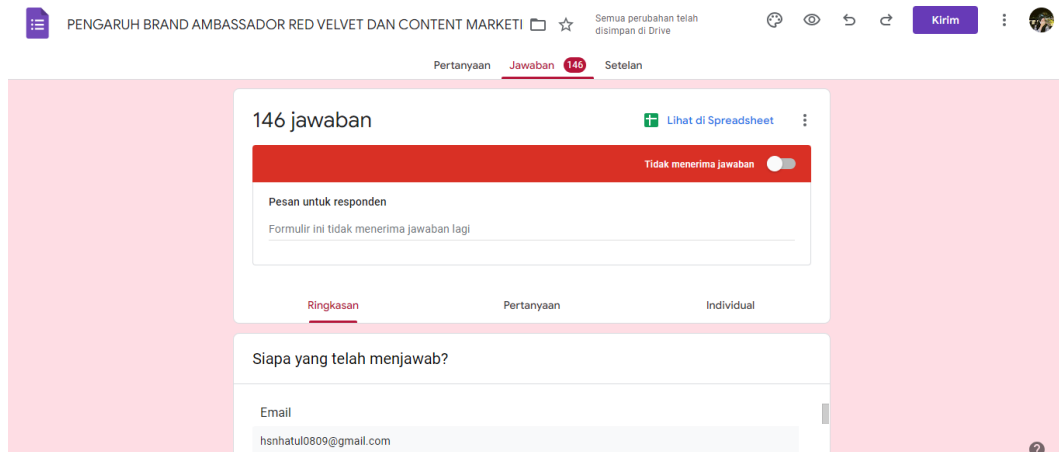 PENGARUH BRAND AMBASSADOR RED VELVET DAN CONTENT MARKETI
Semua perubahan telah
disimpan di Drive
Kirim
Pertanyaan
Jawaban 146
Setelan
146 jawaban
Lihat di Spreadsheet
Tidak menerima jawaban
Pesan untuk responden
Formulir ini tidak menerima jawaban lagi
Ringkasan
Pertanyaan
Individual
Siapa yang telah menjawab?
Email
hsnhatul0809@gmail.com